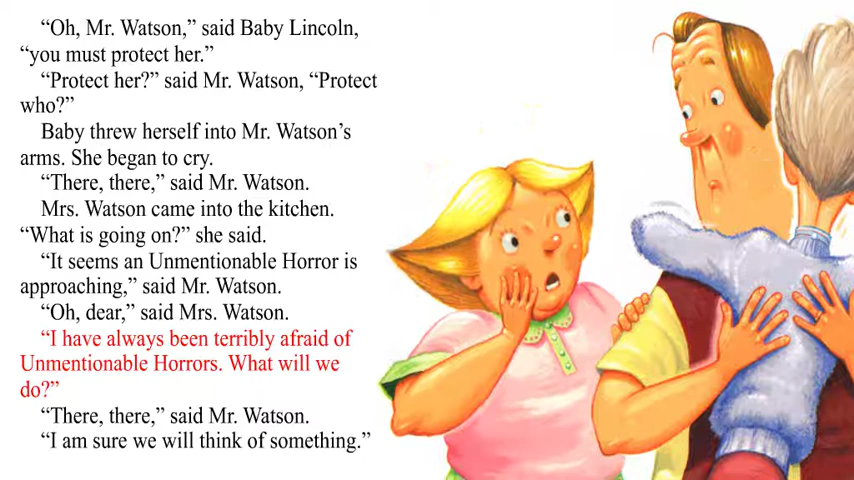 “Oh, Mr. Watson,” said Baby Lincoln,
“you must protect her.”
“Protect her?” said Mr. Watson, “Protect
who?”
Baby threw herself into Mr. Watson’s
arms. She began to cry.
“There, there,” said Mr. Watson.
Mrs. Watson came into the kitchen.
“What is going on?” she said.
“It seems an Unmentionable Horror is
approaching,” said Mr. Watson.
“Oh, dear,” said Mrs. Watson.
“I have always been terribly afraid of
Unmentionable Horrors. What will we
do?”
“There, there,” said Mr. Watson.
“I am sure we will think of something.”